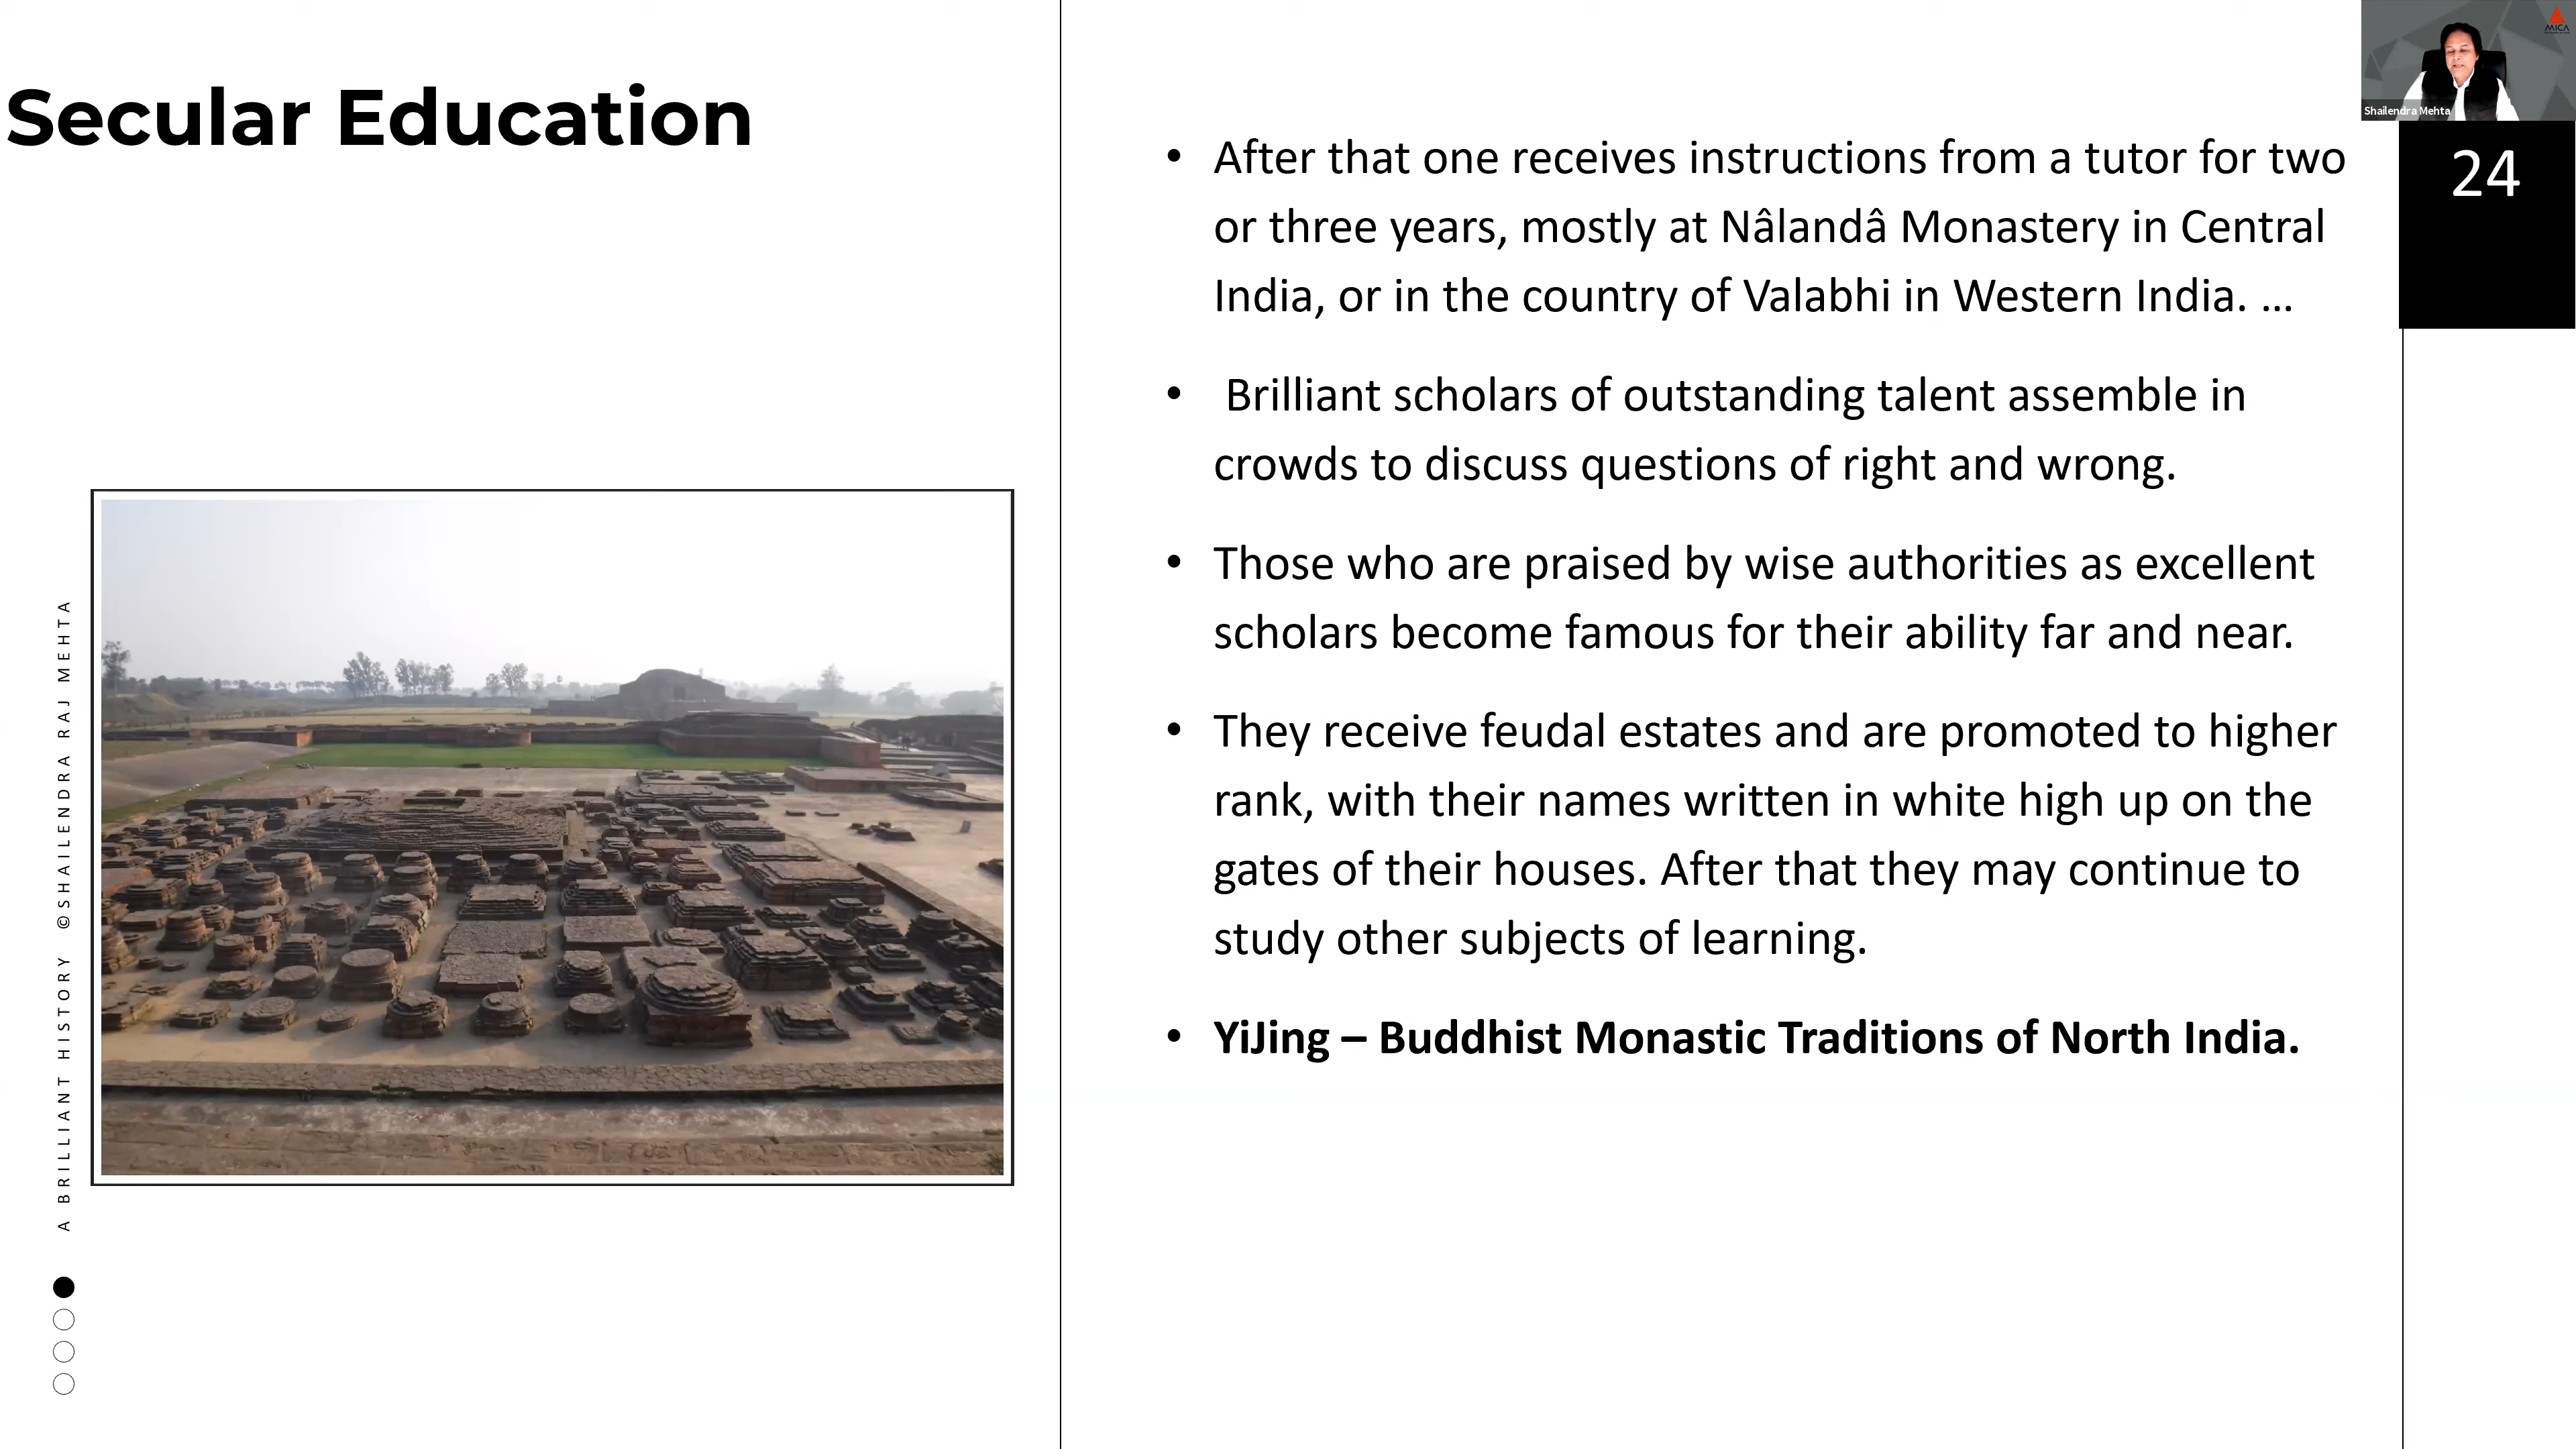 Secular Education
• After that one receives instructions from a tutor for two
or three years, mostly at Nâlandâ Monastery in Central
India, or in the country of Valabhi in Western India. ...
• Brilliant scholars of outstanding talent assemble in
crowds to discuss questions of right and wrong.
• Those who are praised by wise authorities as excellent
scholars become famous for their ability far and near.
• They receive feudal estates and are promoted to higher
rank, with their names written in white high up on the
gates of their houses. After that they may continue to
study other subjects of learning.
• YiJing – Buddhist Monastic Traditions of North India.
24
MICA
Shailendra Mehta
A BRILLIANT HISTORY ©SHAILENDRA RAJ MEHTA